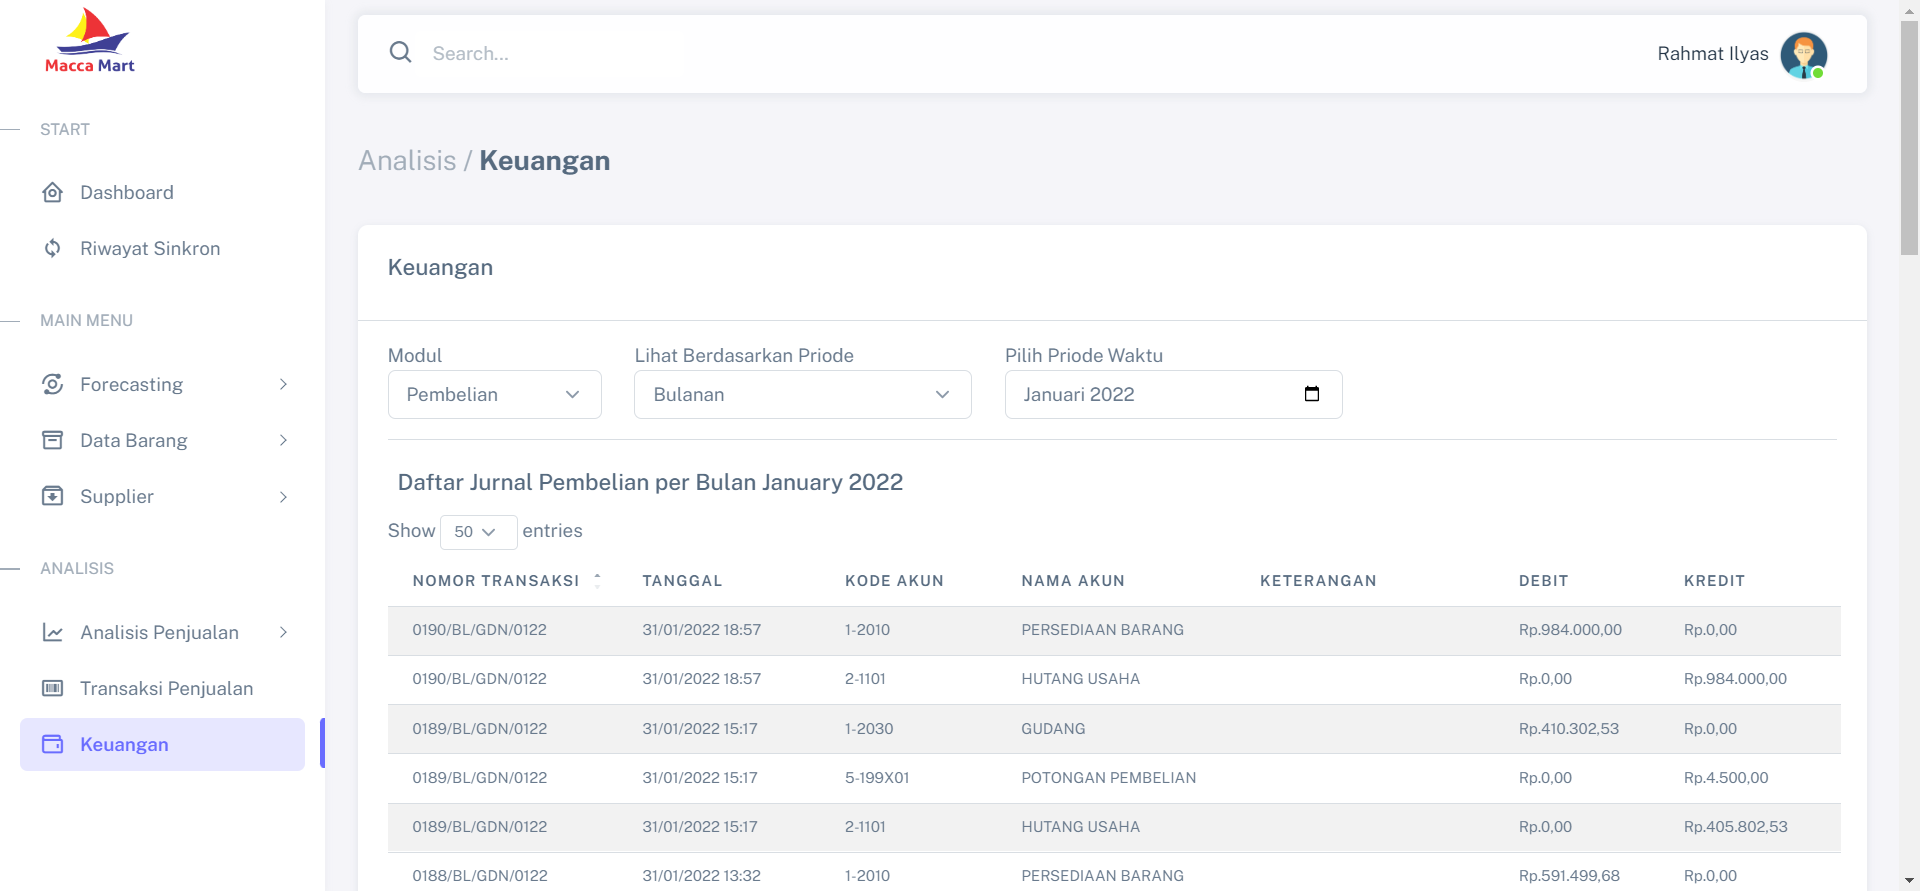 Macca Mart
START
Dashboard
Riwayat Sinkron
MAIN MENU
Forecasting
Data Barang
Supplier
ANALISIS
Analisis Penjualan
Transaksi Penjualan
Keuangan
Search...
Rahmat Ilyas
Analisis / Keuangan
Keuangan
Modul Lihat Berdasarkan Priode Pilih Priode Waktu
Pembelian Bulanan Januari 2022
Daftar Jurnal Pembelian per Bulan January 2022
Show 50 entries
NOMOR TRANSAKSI TANGGAL KODE AKUN NAMA AKUN KETERANGAN DEBIT KREDIT
0190/BL/GDN/0122 31/01/2022 18:57 1-2010 PERSEDIAAN BARANG Rp.984.000,00 Rp.0,00
0190/BL/GDN/0122 31/01/2022 18:57 2-1101 HUTANG USAHA Rp.0,00 Rp.984.000,00
0189/BL/GDN/0122 31/01/2022 15:17 1-2030 GUDANG Rp.410.302,53 Rp.0,00
0189/BL/GDN/0122 31/01/2022 15:17 5-199X01 POTONGAN PEMBELIAN Rp.0,00 Rp.4.500,00
0189/BL/GDN/0122 31/01/2022 15:17 2-1101 HUTANG USAHA Rp.0,00 Rp.405.802,53
0188/BL/GDN/0122 31/01/2022 13:32 1-2010 PERSEDIAAN BARANG Rp.591.499,68 Rp.0,00